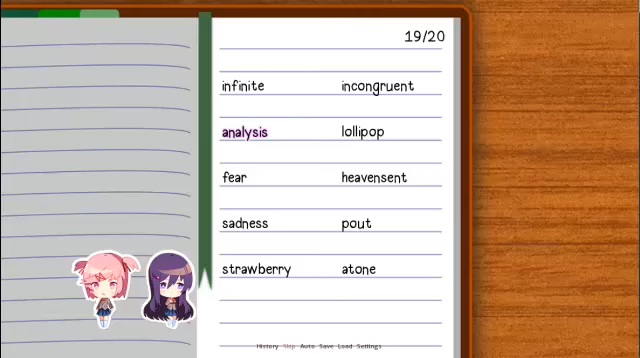 19/20
infinite incongruent
analysis lollipop
fear heavensent
sadness pout
strawberry atone
History Skip Auto Save Load Settings